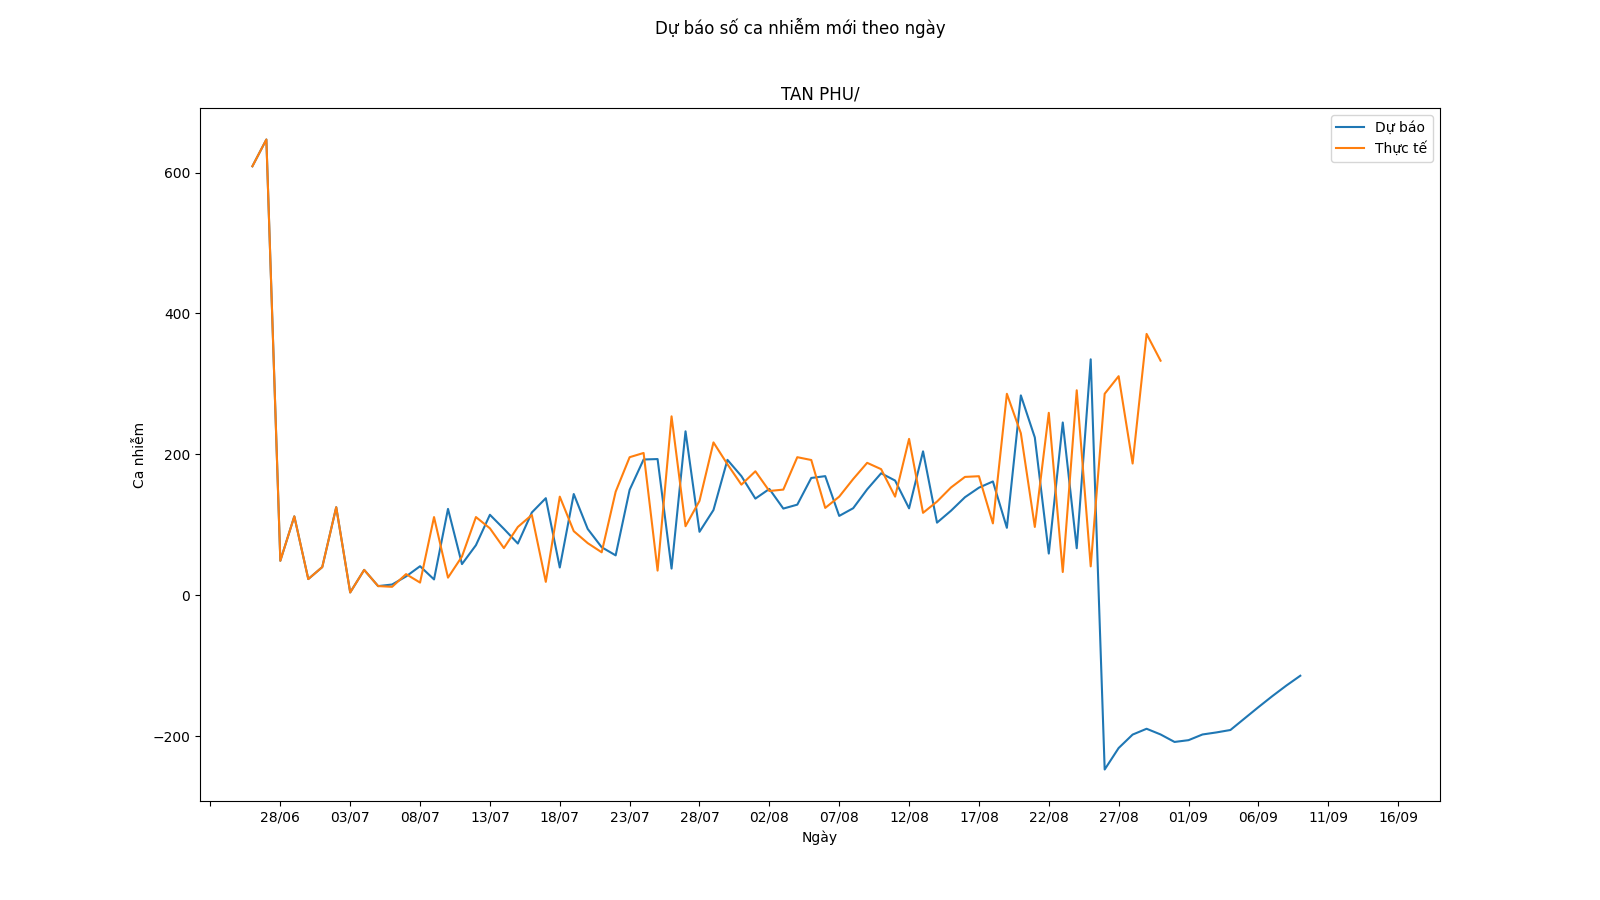 Dự báo số ca nhiễm mới theo ngày
TAN PHU/
Dự báo
Thực tế
600
400
200
0
−200
Ca nhiễm
28/06 03/07 08/07 13/07 18/07 23/07 28/07 02/08 07/08 12/08 17/08 22/08 27/08 01/09 06/09 11/09 16/09
Ngày